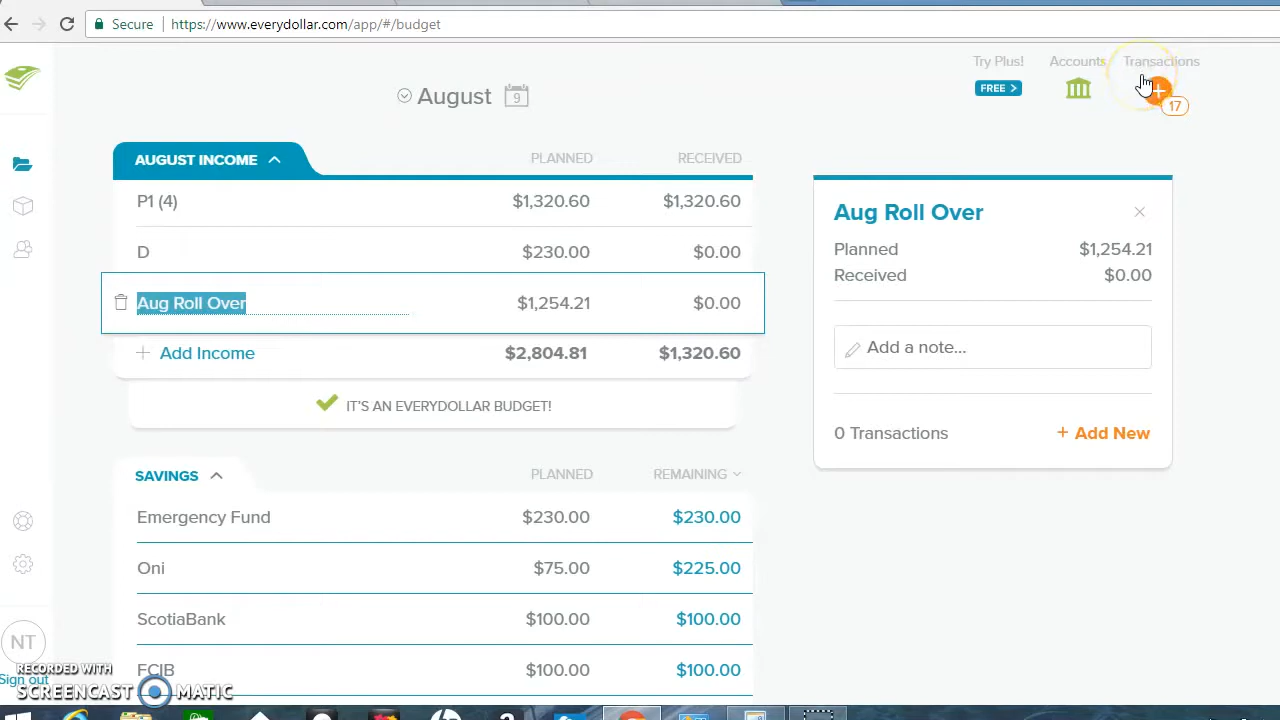 Secure | https://www.everydollar.com/app/#/budget
Try Plus! Accounts Transactions
FREE >
17
August 9
AUGUST INCOME PLANNED RECEIVED
P1 (4) $1,320.60 $1,320.60
D $230.00 $0.00
Aug Roll Over $1,254.21 $0.00
+ Add Income $2,804.81 $1,320.60
IT'S AN EVERYDOLLAR BUDGET!
SAVINGS PLANNED REMAINING
Emergency Fund $230.00 $230.00
Oni $75.00 $225.00
ScotiaBank $100.00 $100.00
FCIB $100.00 $100.00
Aug Roll Over
Planned $1,254.21
Received $0.00
Add a note...
0 Transactions + Add New
NT
Sign out
RECORDED WITH
SCREENCAST MATIC